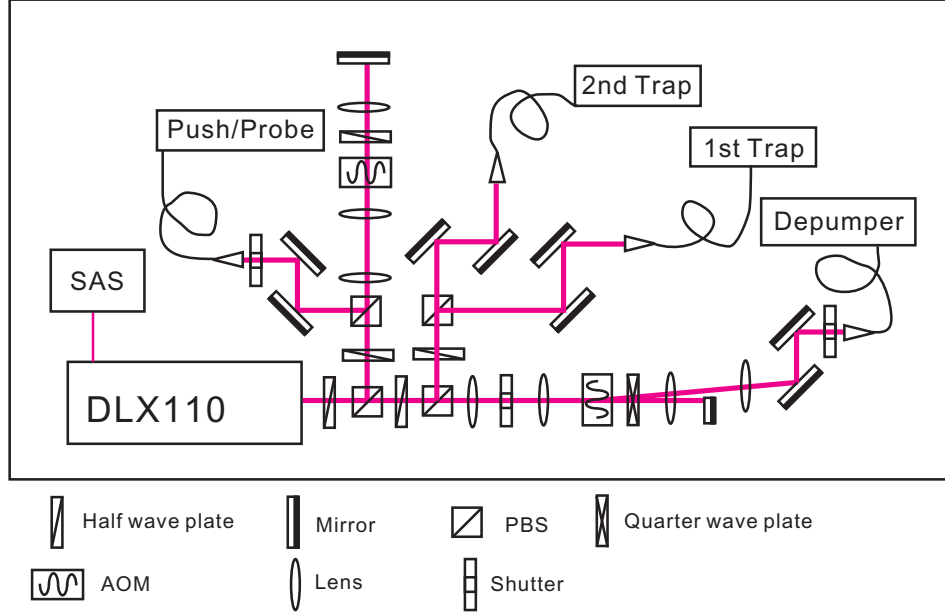 2nd Trap
Push/Probe
1st Trap
Depumper
SAS
DLX110
Half wave plate
Mirror
PBS
Quarter wave plate
AOM
Lens
Shutter